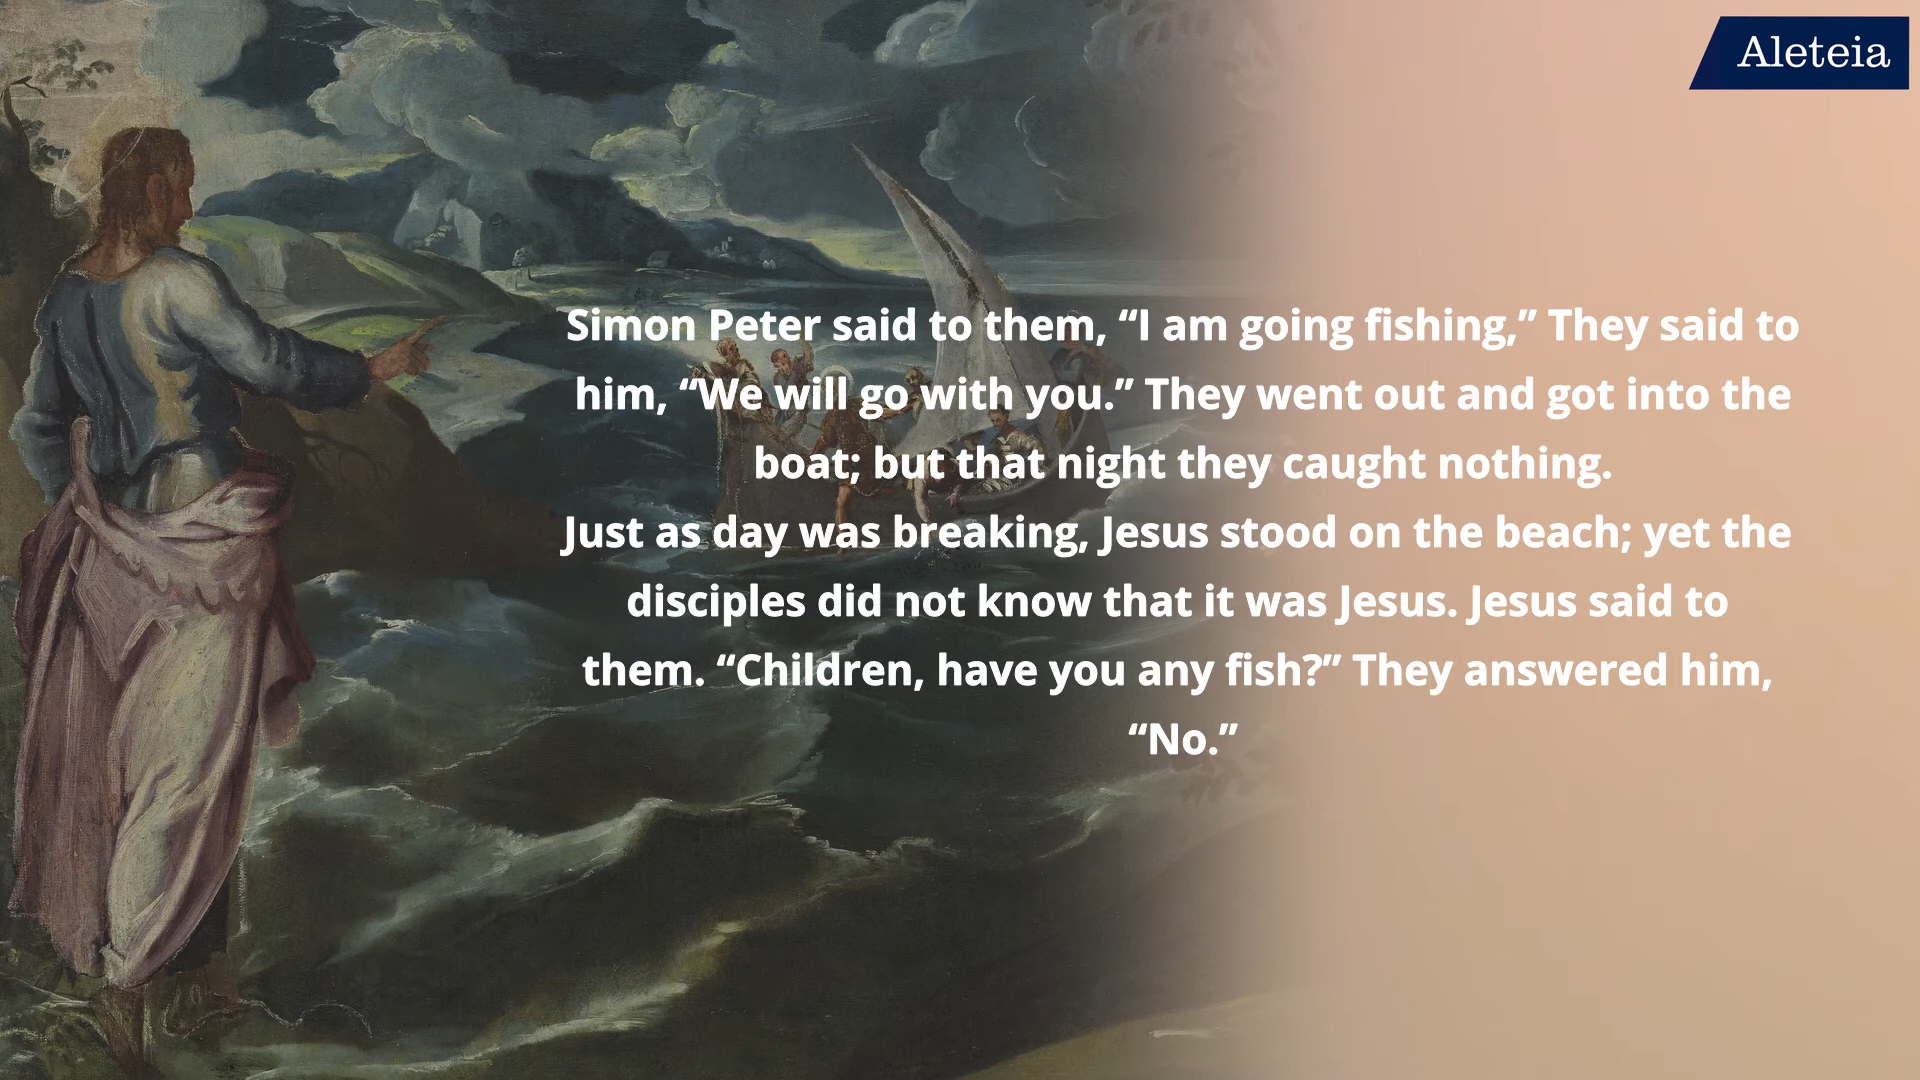 Aleteia
Simon Peter said to them, “I am going fishing,” They said to
him, “We will go with you.” They went out and got into the
boat; but that night they caught nothing.
Just as day was breaking, Jesus stood on the beach; yet the
disciples did not know that it was Jesus. Jesus said to
them. “Children, have you any fish?” They answered him,
“No.”